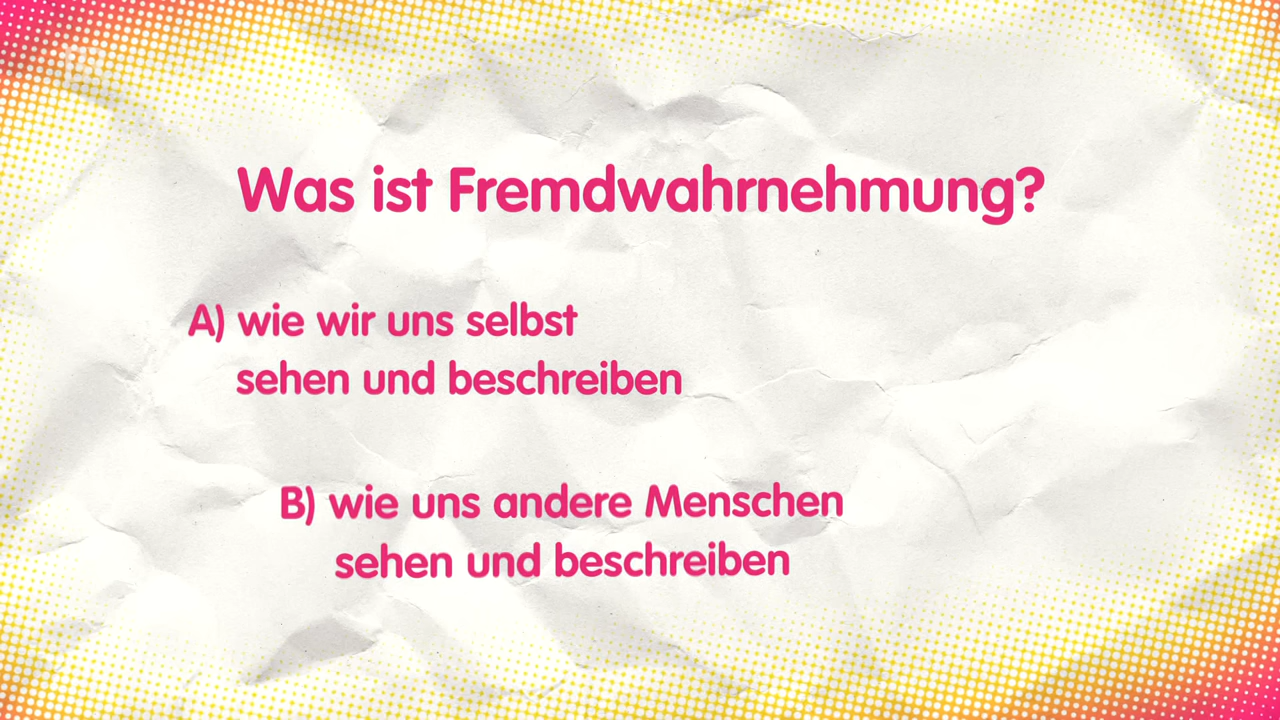 Was ist Fremdwahrnehmung?
A) wie wir uns selbst
sehen und beschreiben
B) wie uns andere Menschen
sehen und beschreiben